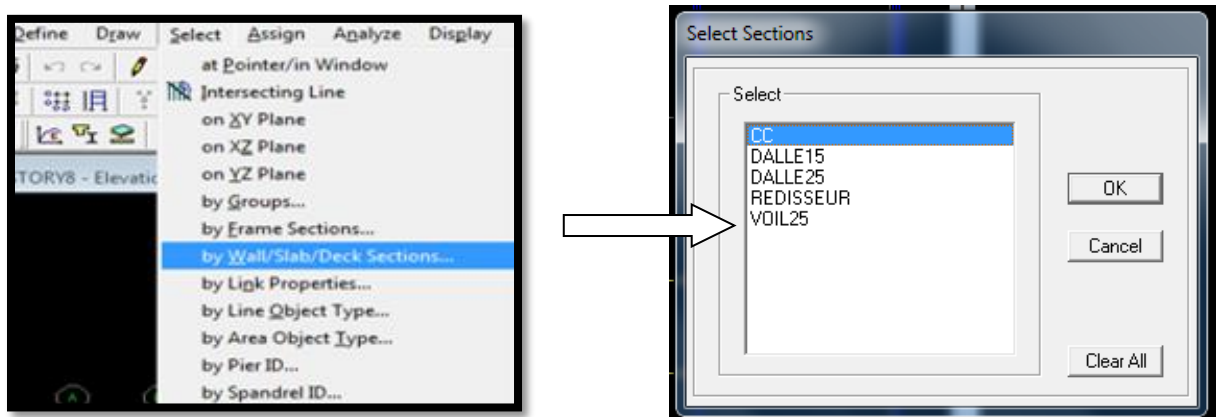 Define Draw Select Assign Analyze Display
at Pointer/in Window
Intersecting Line
on XY Plane
on XZ Plane
on YZ Plane
by Groups...
by Frame Sections...
by Wall/Slab/Deck Sections...
by Link Properties...
by Line Object Type...
by Area Object Type...
by Pier ID...
by Spandrel ID...
TORY8 - Elevatic
A
Select Sections
Select
CC
DALLE15
DALLE25
REDISSEUR
VOIL25
OK
Cancel
Clear All